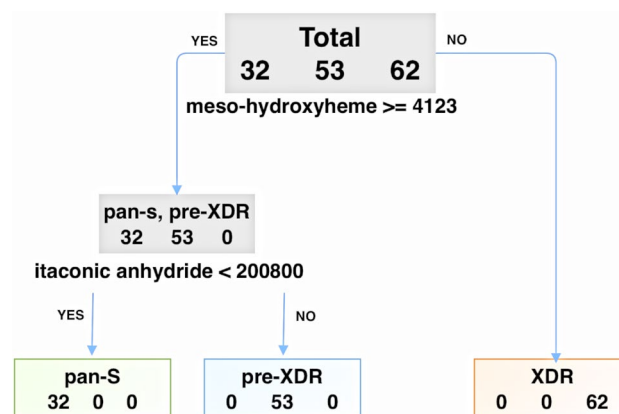 Total
32 53 62
YES
NO
meso-hydroxyheme >= 4123
pan-s, pre-XDR
32 53 0
itaconic anhydride < 200800
YES
NO
pan-S
32 0 0
pre-XDR
0 53 0
XDR
0 0 62